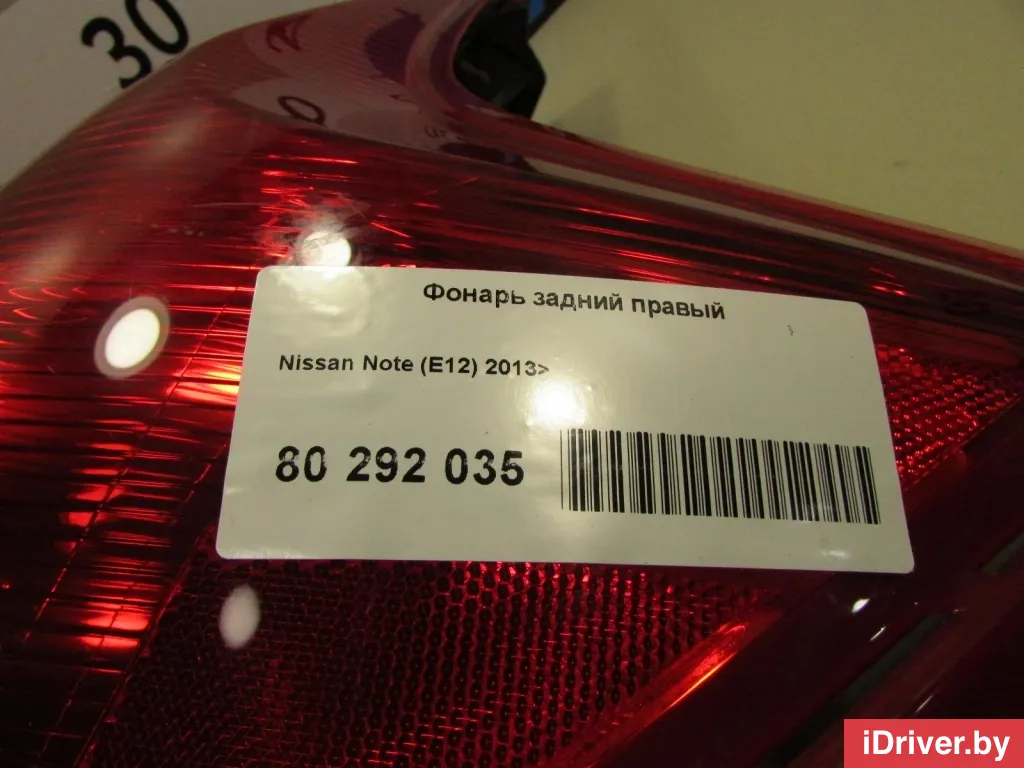 30
Фонарь задний правый
Nissan Note (E12) 2013>
80 292 035
iDriver.by